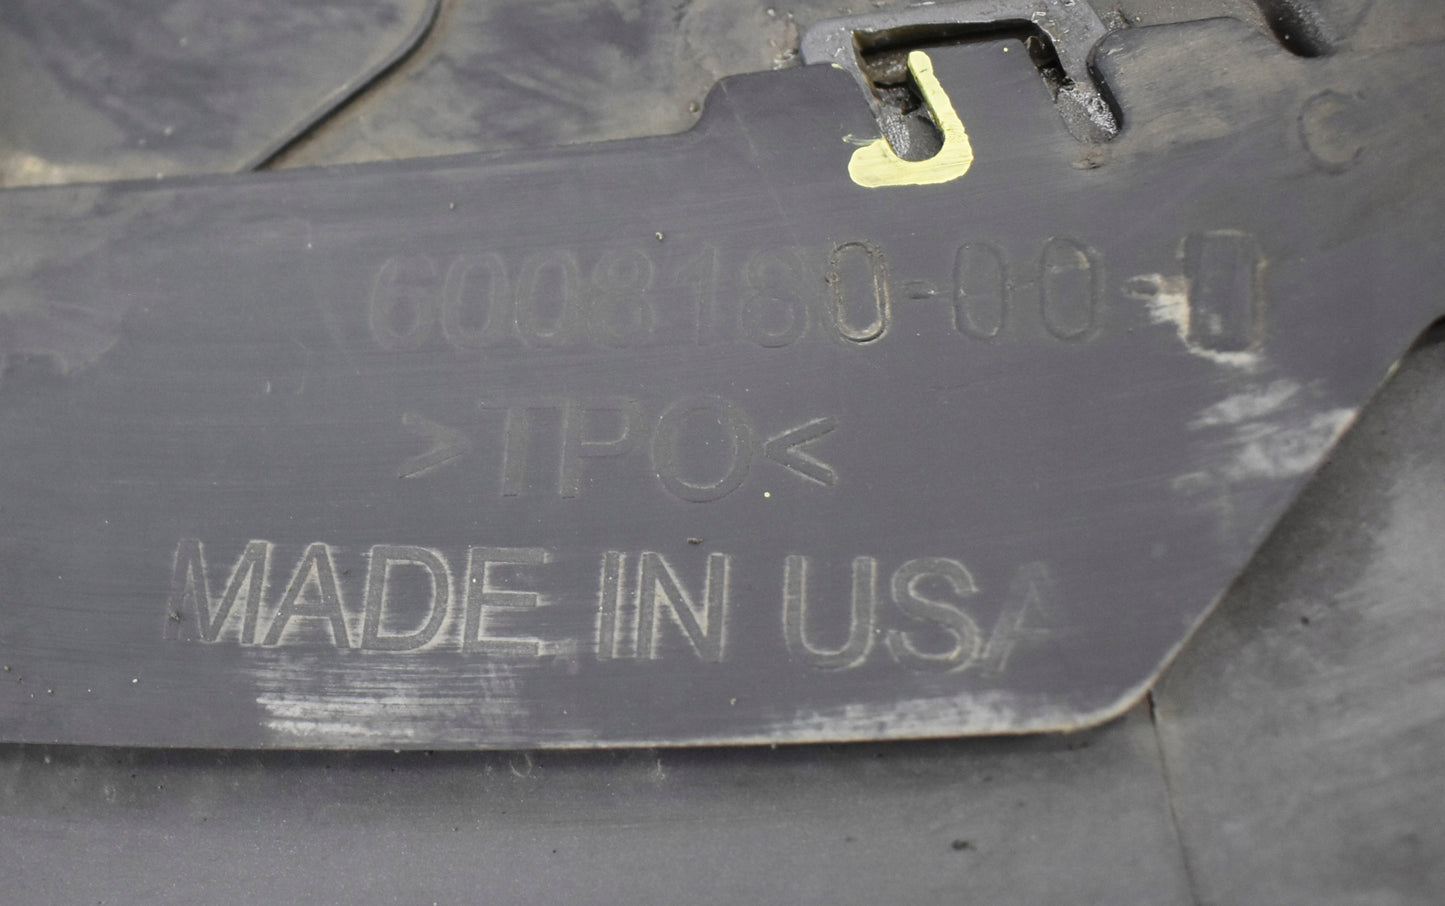 C
6008180-00-D
>TPO<
MADE IN USA